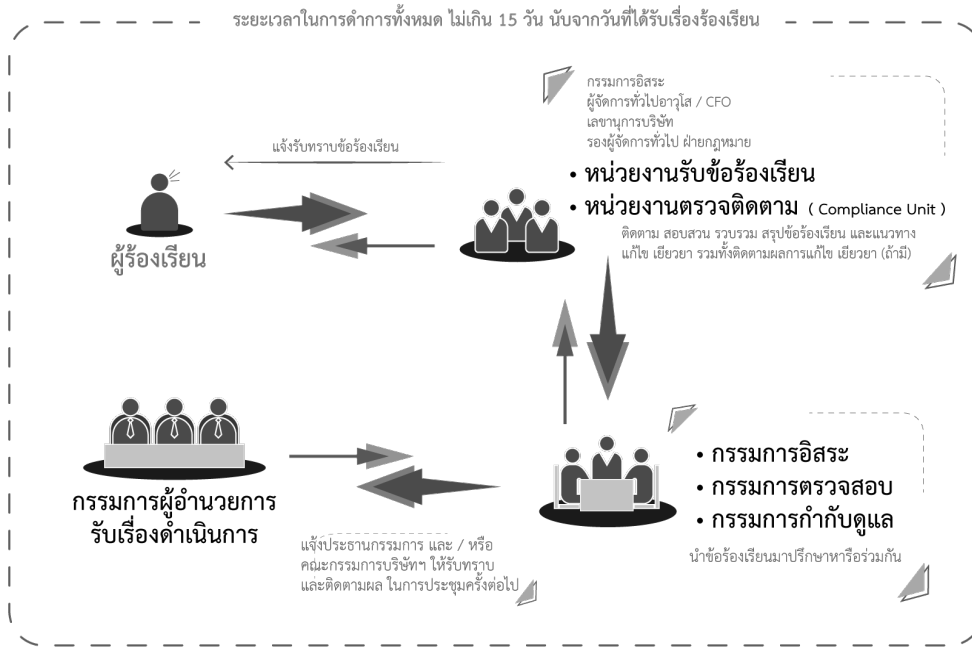 ระยะเวลาในการดำการทั้งหมด ไม่เกิน 15 วัน นับจากวันที่ได้รับเรื่องร้องเรียน
กรรมการอิสระ
ผู้จัดการทั่วไปอาวุโส / CFO
เลขานุการบริษัท
รองผู้จัดการทั่วไป ฝ่ายกฎหมาย
แจ้งรับทราบข้อร้องเรียน
• หน่วยงานรับข้อร้องเรียน
• หน่วยงานตรวจติดตาม ( Compliance Unit )
ติดตาม สอบสวน รวบรวม สรุปข้อร้องเรียน และแนวทาง
แก้ไข เยียวยา รวมทั้งติดตามผลการแก้ไข เยียวยา (ถ้ามี)
ผู้ร้องเรียน
• กรรมการอิสระ
• กรรมการตรวจสอบ
• กรรมการกำกับดูแล
นำข้อร้องเรียนมาปรึกษาหารือร่วมกัน
กรรมการผู้อำนวยการ
รับเรื่องดำเนินการ
แจ้งประธานกรรมการ และ / หรือ
คณะกรรมการบริษัทฯ ให้รับทราบ
และติดตามผล ในการประชุมครั้งต่อไป